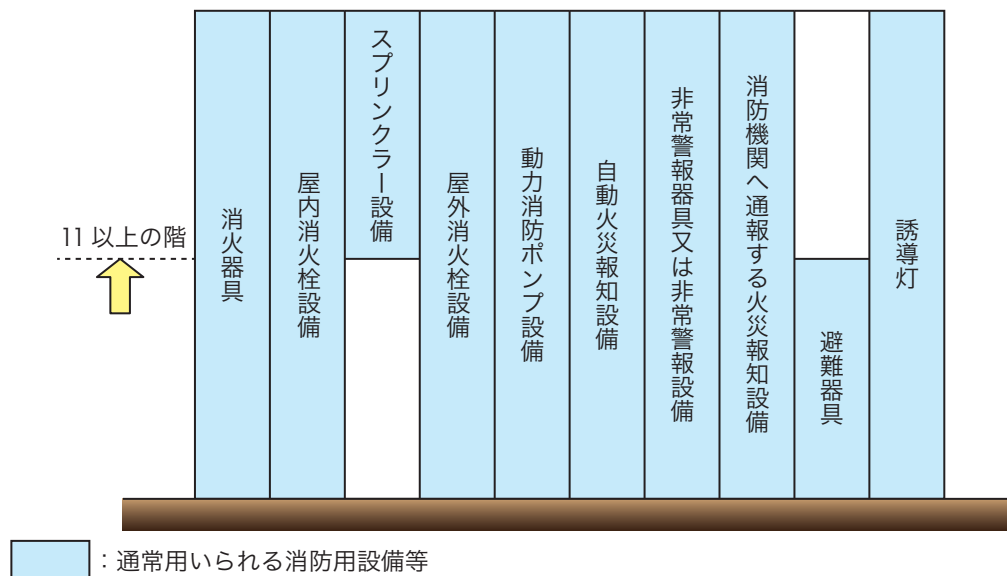 11 以上の階
消火器具
屋内消火栓設備
スプリンクラー設備
屋外消火栓設備
動力消防ポンプ設備
自動火災報知設備
非常警報器具又は非常警報設備
消防機関へ通報する火災報知設備
避難器具
誘導灯
：通常用いられる消防用設備等